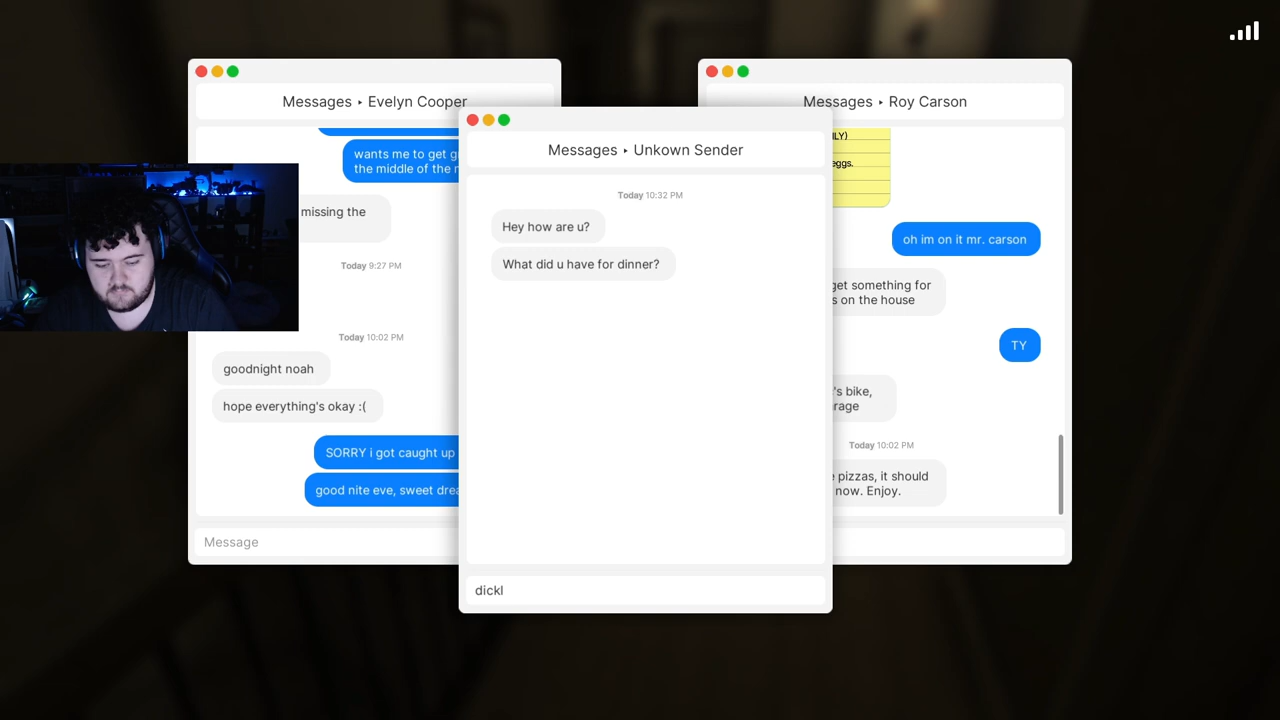 Messages ▸ Evelyn Cooper
wants me to get g
the middle of the r
missing the
Today 9:27 PM
Today 10:02 PM
goodnight noah
hope everything's okay :(
SORRY i got caught up
good nite eve, sweet drea
Message
Messages ▸ Unkown Sender
Today 10:32 PM
Hey how are u?
What did u have for dinner?
dickl
Messages ▸ Roy Carson
ILY)
eggs.
oh im on it mr. carson
get something for
s on the house
TY
's bike,
rage
Today 10:02 PM
e pizzas, it should
now. Enjoy.